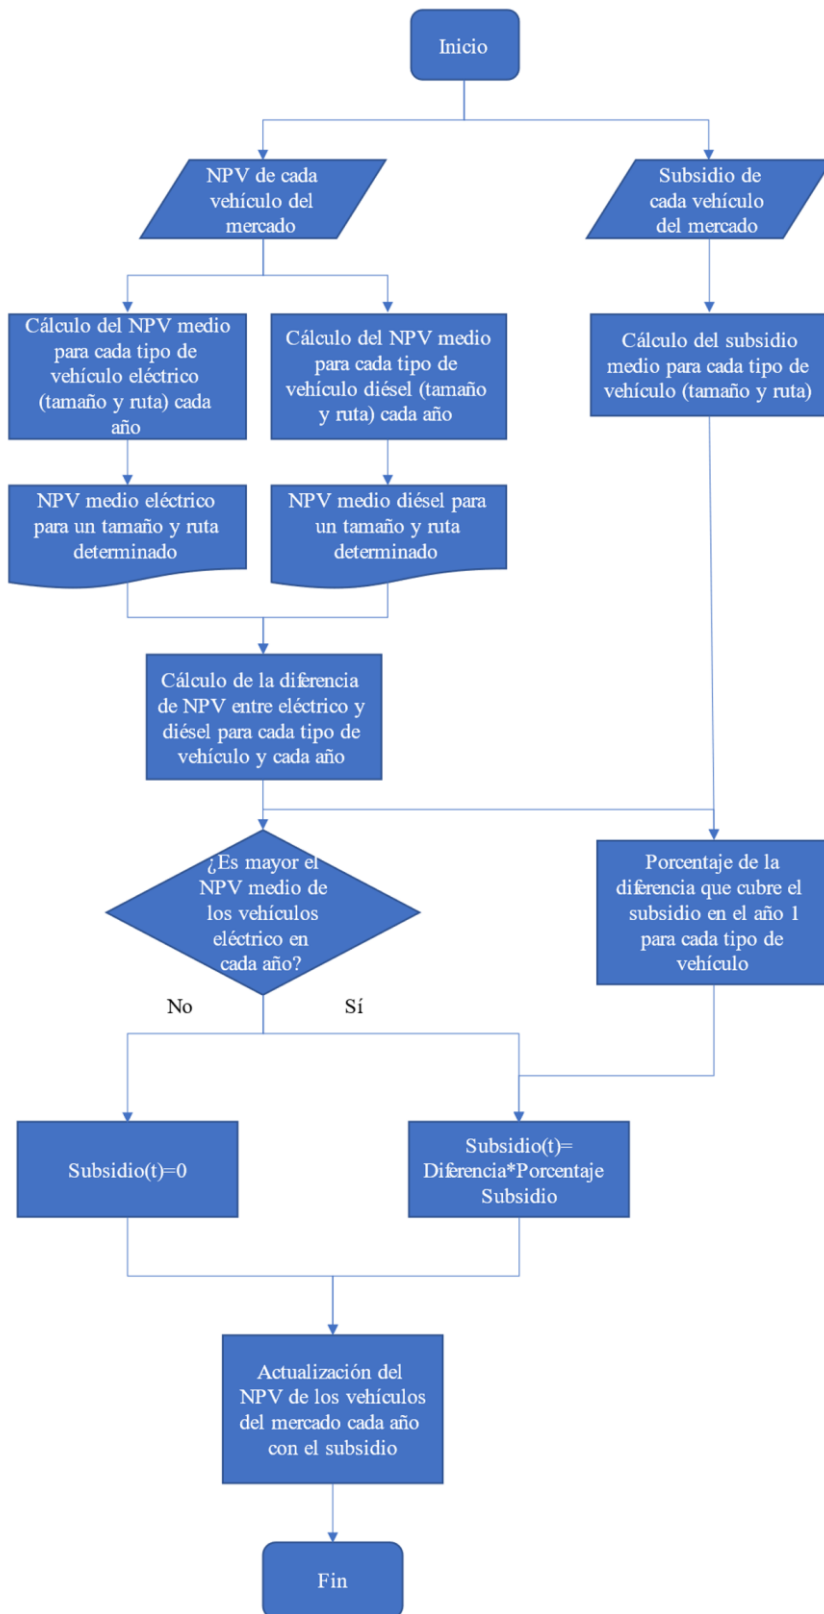 Inicio
NPV de cada
vehículo del
mercado
Subsidio de
cada vehículo
del mercado
Cálculo del NPV medio
para cada tipo de
vehículo eléctrico
(tamaño y ruta) cada
año
Cálculo del NPV medio
para cada tipo de
vehículo diésel (tamaño
y ruta) cada año
Cálculo del subsidio
medio para cada tipo de
vehículo (tamaño y ruta)
NPV medio eléctrico
para un tamaño y ruta
determinado
NPV medio diésel para
un tamaño y ruta
determinado
Cálculo de la diferencia
de NPV entre eléctrico y
diésel para cada tipo de
vehículo y cada año
¿Es mayor el
NPV medio de
los vehículos
eléctrico en
cada año?
Porcentaje de la
diferencia que cubre el
subsidio en el año 1
para cada tipo de
vehículo
No
Sí
Subsidio(t)=0
Subsidio(t)=
Diferencia*Porcentaje
Subsidio
Actualización del
NPV de los vehículos
del mercado cada año
con el subsidio
Fin